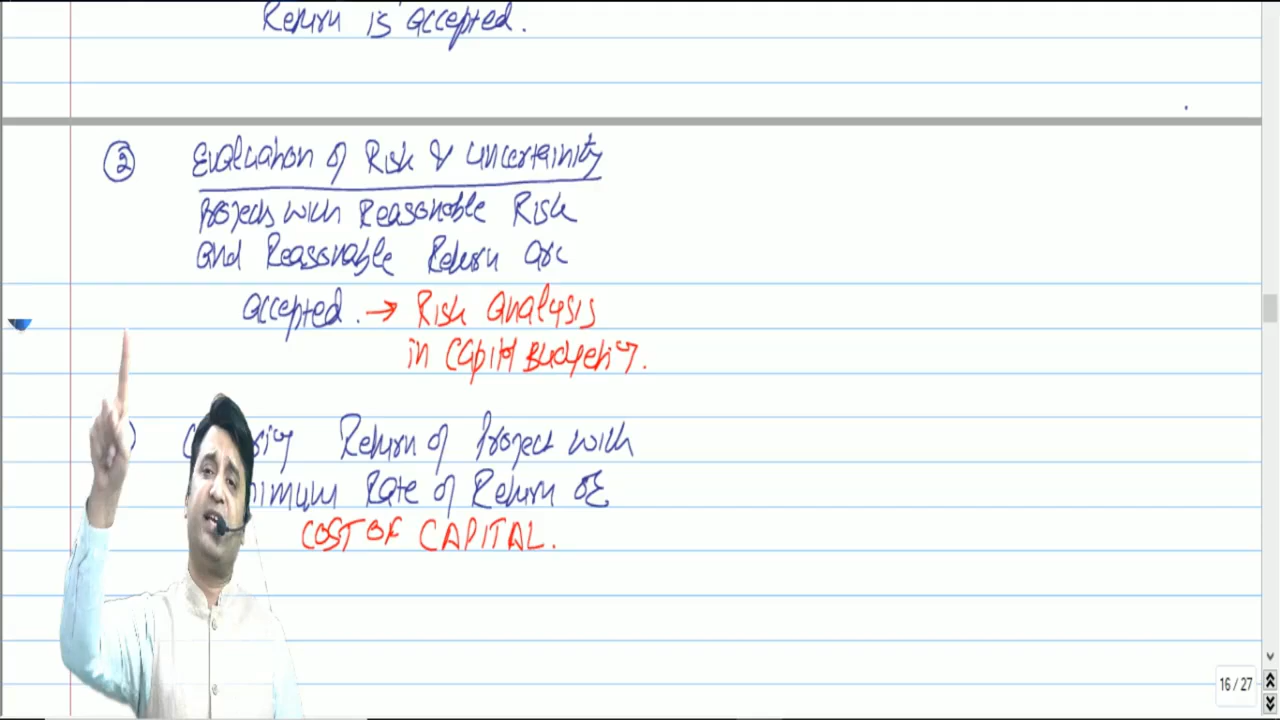 Return is accepted.
② Evaluation of Risk & Uncertainity
Projects with Reasonable Risk
and Reasonable Return are
accepted. → Risk Analysis
in Capital Budgeting.
Return of Project with
Rate of Return or
COST OF CAPITAL.
16 / 27